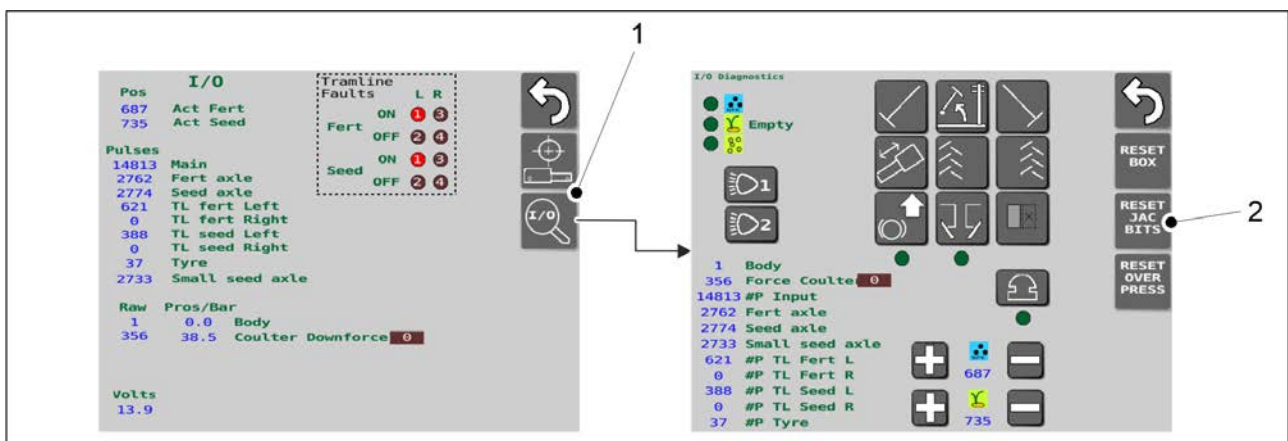 1
I/O
Pos
687 Act Fert
735 Act Seed
Tramline
Faults L R
Fert ON 1 3
OFF 2 4
Seed ON 1 3
OFF 2 4
Pulses
14813 Main
2762 Fert axle
2774 Seed axle
621 TL fert Left
0 TL fert Right
388 TL seed Left
0 TL seed Right
37 Tyre
2733 Small seed axle
Raw Pros/Bar
1 0.0 Body
356 38.5 Coulter Downforce 0
Volts
13.9
I/O
I/O Diagnostics
Empty
1
2
1 Body
356 Force Coulte 0
14813 #P Input
2762 Fert axle
2774 Seed axle
2733 Small seed axle
621 #P TL Fert L
0 #P TL Fert R
388 #P TL Seed L
0 #P TL Seed R
37 #P Tyre
687
735
RESET
BOX
RESET
JAC
BITS
RESET
OVER
PRESS
2